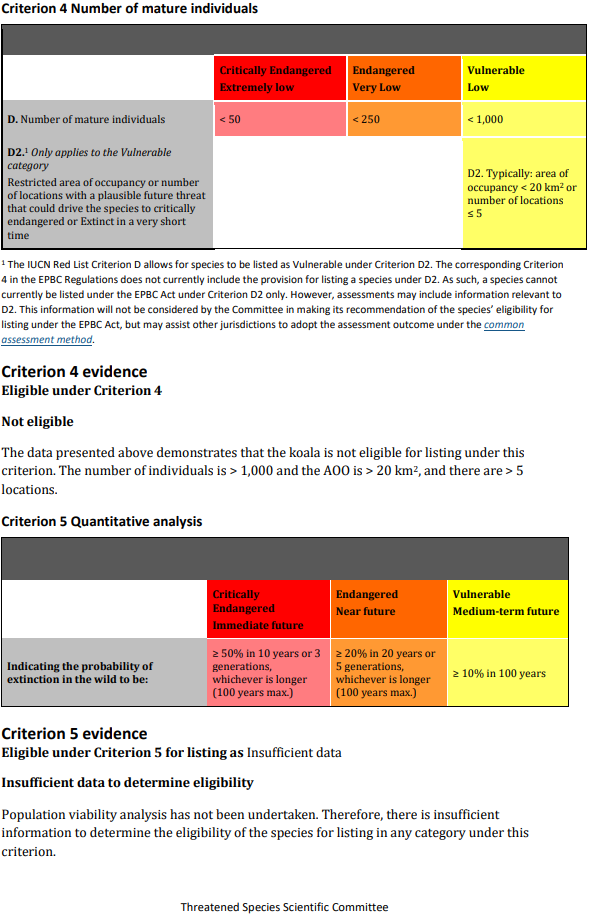 Criterion 4 Number of mature individuals
Critically Endangered
Extremely low
Endangered
Very Low
Vulnerable
Low
D. Number of mature individuals
< 50
< 250
< 1,000
D2.¹ Only applies to the Vulnerable
category
Restricted area of occupancy or number
of locations with a plausible future threat
that could drive the species to critically
endangered or Extinct in a very short
time
D2. Typically: area of
occupancy < 20 km² or
number of locations
≤ 5
¹ The IUCN Red List Criterion D allows for species to be listed as Vulnerable under Criterion D2. The corresponding Criterion
4 in the EPBC Regulations does not currently include the provision for listing a species under D2. As such, a species cannot
currently be listed under the EPBC Act under Criterion D2 only. However, assessments may include information relevant to
D2. This information will not be considered by the Committee in making its recommendation of the species' eligibility for
listing under the EPBC Act, but may assist other jurisdictions to adopt the assessment outcome under the common
assessment method.
Criterion 4 evidence
Eligible under Criterion 4
Not eligible
The data presented above demonstrates that the koala is not eligible for listing under this
criterion. The number of individuals is > 1,000 and the AOO is > 20 km², and there are > 5
locations.
Criterion 5 Quantitative analysis
Critically
Endangered
Immediate future
Endangered
Near future
Vulnerable
Medium-term future
Indicating the probability of
extinction in the wild to be:
≥ 50% in 10 years or 3
generations,
whichever is longer
(100 years max.)
≥ 20% in 20 years or
5 generations,
whichever is longer
(100 years max.)
≥ 10% in 100 years
Criterion 5 evidence
Eligible under Criterion 5 for listing as Insufficient data
Insufficient data to determine eligibility
Population viability analysis has not been undertaken. Therefore, there is insufficient
information to determine the eligibility of the species for listing in any category under this
criterion.
Threatened Species Scientific Committee